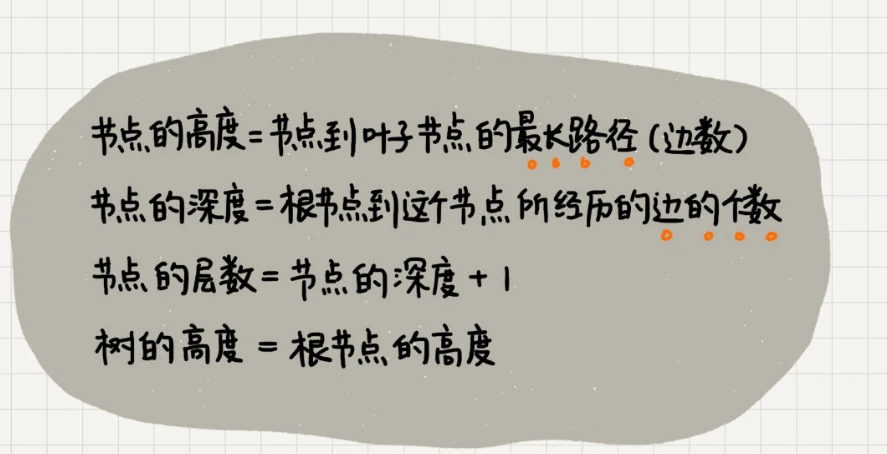 节点的高度=节点到叶子节点的最长路径(边数)
节点的深度=根节点到这个节点所经历的边的个数
节点的层数=节点的深度+1
树的高度=根节点的高度